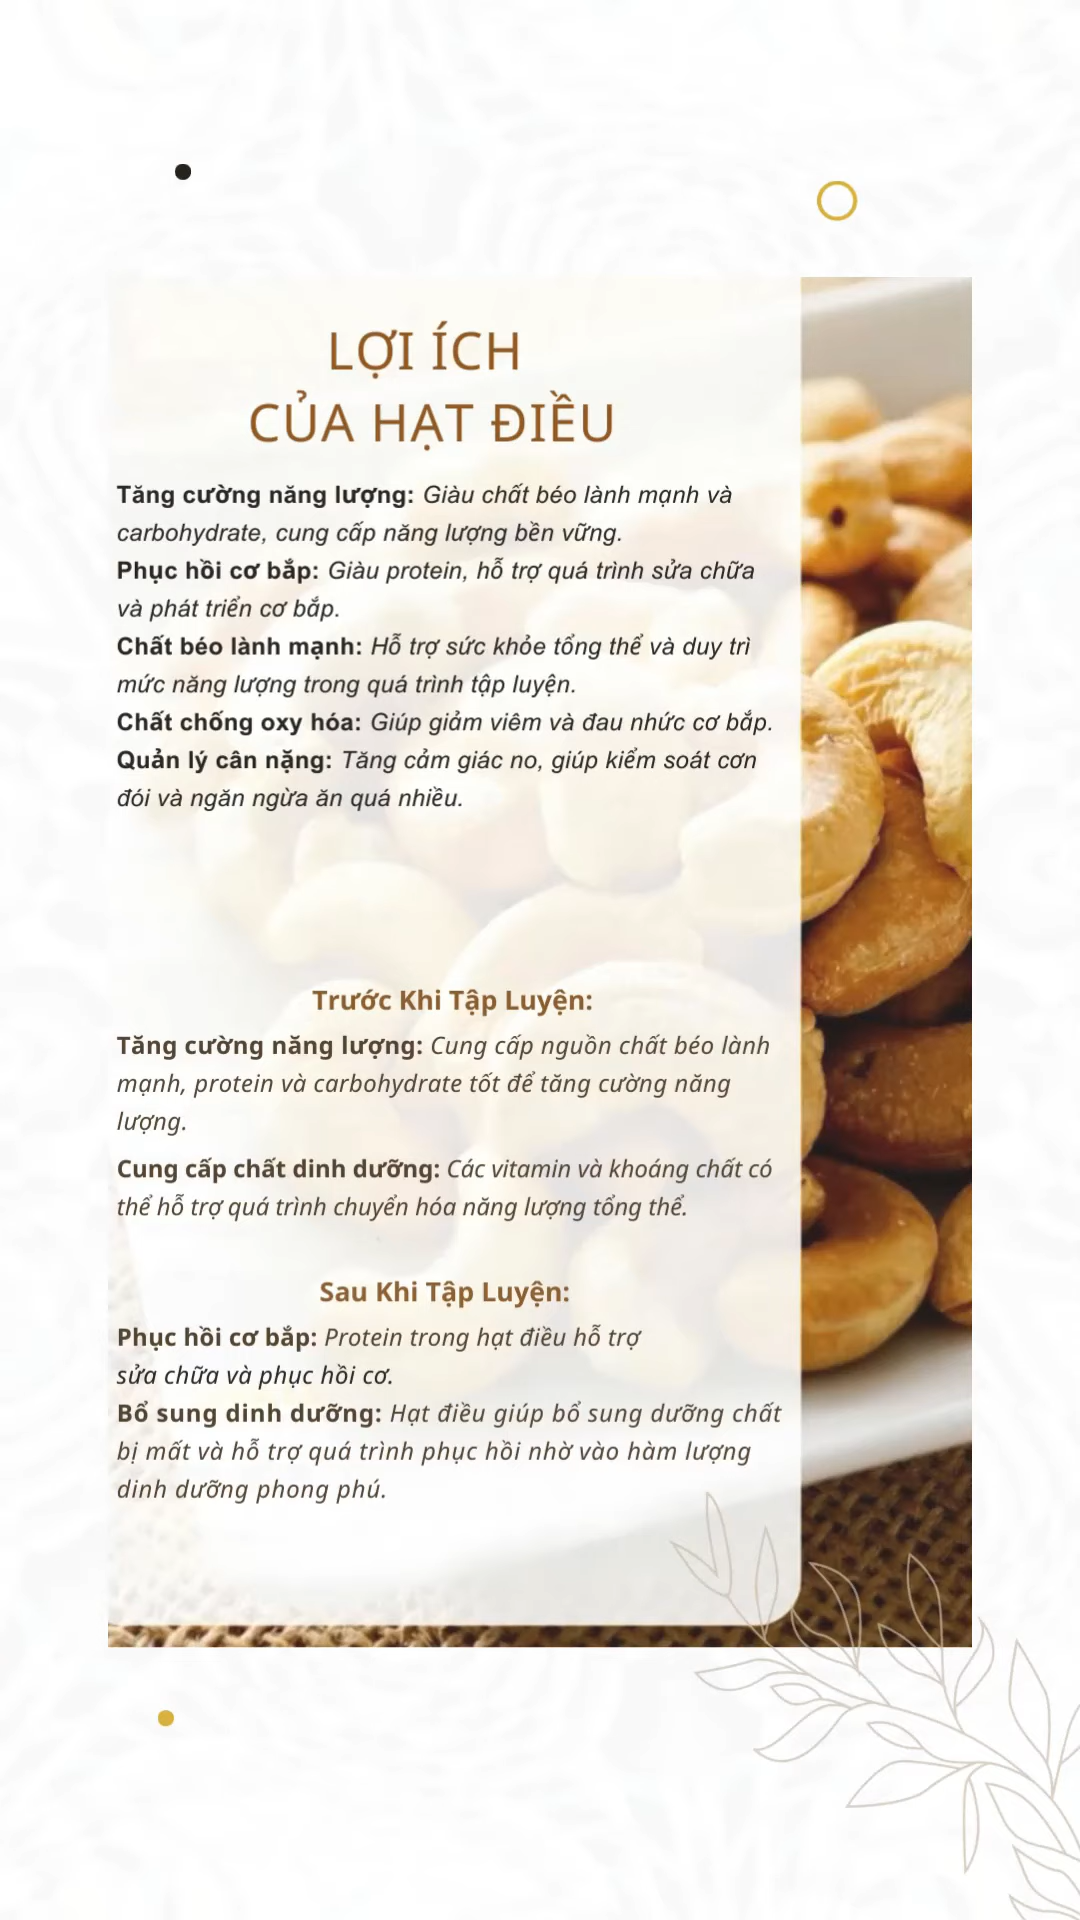 LỢI ÍCH
CỦA HẠT ĐIỀU
Tăng cường năng lượng: Giàu chất béo lành mạnh và
carbohydrate, cung cấp năng lượng bền vững.
Phục hồi cơ bắp: Giàu protein, hỗ trợ quá trình sửa chữa
và phát triển cơ bắp.
Chất béo lành mạnh: Hỗ trợ sức khỏe tổng thể và duy trì
mức năng lượng trong quá trình tập luyện.
Chất chống oxy hóa: Giúp giảm viêm và đau nhức cơ bắp.
Quản lý cân nặng: Tăng cảm giác no, giúp kiểm soát cơn
đói và ngăn ngừa ăn quá nhiều.
Trước Khi Tập Luyện:
Tăng cường năng lượng: Cung cấp nguồn chất béo lành
mạnh, protein và carbohydrate tốt để tăng cường năng
lượng.
Cung cấp chất dinh dưỡng: Các vitamin và khoáng chất có
thể hỗ trợ quá trình chuyển hóa năng lượng tổng thể.
Sau Khi Tập Luyện:
Phục hồi cơ bắp: Protein trong hạt điều hỗ trợ
sửa chữa và phục hồi cơ.
Bổ sung dinh dưỡng: Hạt điều giúp bổ sung dưỡng chất
bị mất và hỗ trợ quá trình phục hồi nhờ vào hàm lượng
dinh dưỡng phong phú.